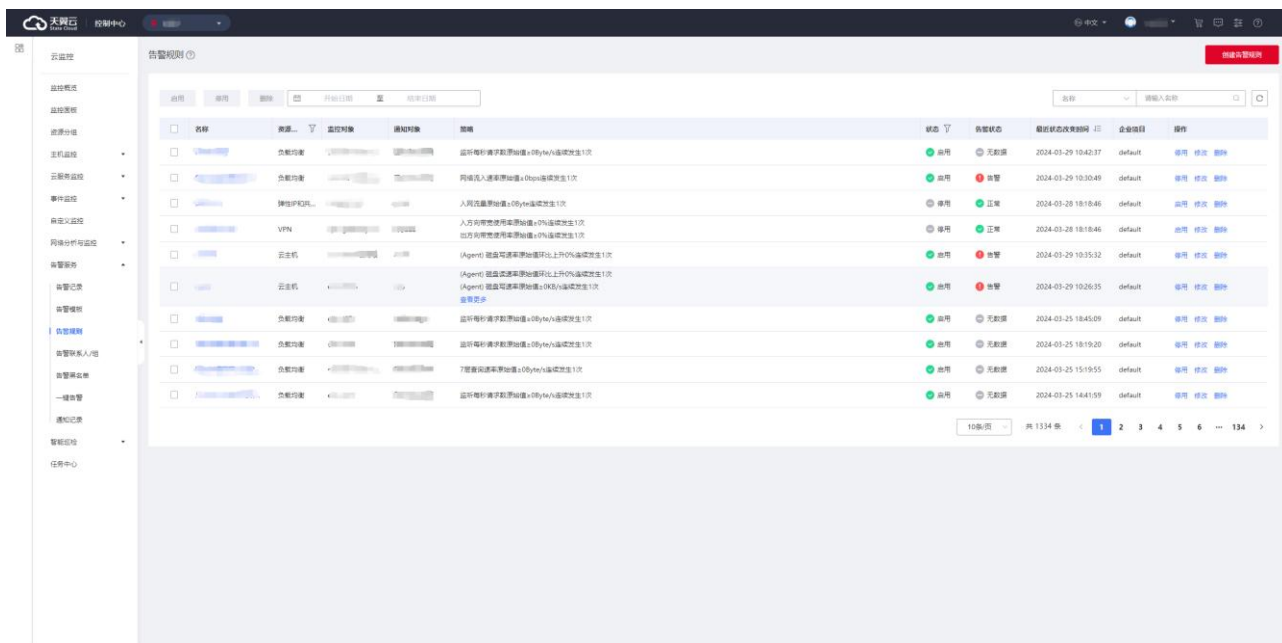 天翼云 控制中心 中文
State Cloud
云监控
监控概览
监控面板
资源分组
主机监控
云服务监控
事件监控
自定义监控
网络分析与监控
告警服务
告警记录
告警模板
告警规则
告警联系人/组
告警黑名单
一键告警
通知记录
智能巡检
任务中心
告警规则 创建告警规则
启用 停用 删除 开始日期 至 结束日期 名称 请输入名称
名称 资源... 监控对象 通知对象 策略 状态 告警状态 最近状态改变时间 企业项目 操作
负载均衡 监听每秒请求数原始值≥0Byte/s连续发生1次 启用 无数据 2024-03-29 10:42:37 default 停用 修改 删除
负载均衡 网络流入速率原始值≥0bps连续发生1次 启用 告警 2024-03-29 10:30:49 default 停用 修改 删除
弹性IP和共... 入网流量原始值≥0Byte连续发生1次 停用 正常 2024-03-28 18:18:46 default 启用 修改 删除
VPN 入方向带宽使用率原始值≥0%连续发生1次 停用 正常 2024-03-28 18:18:46 default 启用 修改 删除
出方向带宽使用率原始值≥0%连续发生1次
云主机 (Agent) 磁盘写速率原始值环比上升0%连续发生1次 启用 告警 2024-03-29 10:35:32 default 停用 修改 删除
(Agent) 磁盘读速率原始值环比上升0%连续发生1次
云主机 (Agent) 磁盘写速率原始值≥0KB/s连续发生1次 启用 告警 2024-03-29 10:26:35 default 停用 修改 删除
查看更多
负载均衡 监听每秒请求数原始值≥0Byte/s连续发生1次 启用 无数据 2024-03-25 18:45:09 default 停用 修改 删除
负载均衡 监听每秒请求数原始值≥0Byte/s连续发生1次 启用 无数据 2024-03-25 18:19:20 default 停用 修改 删除
负载均衡 7层查询速率原始值≥0Byte/s连续发生1次 启用 无数据 2024-03-25 15:19:55 default 停用 修改 删除
负载均衡 监听每秒请求数原始值≥0Byte/s连续发生1次 启用 无数据 2024-03-25 14:41:59 default 停用 修改 删除
10条/页 共 1334 条 1 2 3 4 5 6 ... 134